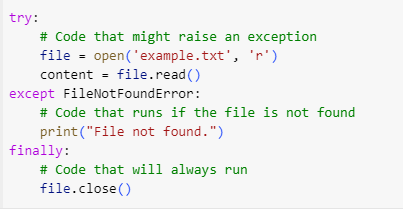 try:
    # Code that might raise an exception
    file = open('example.txt', 'r')
    content = file.read()
except FileNotFoundError:
    # Code that runs if the file is not found
    print("File not found.")
finally:
    # Code that will always run
    file.close()